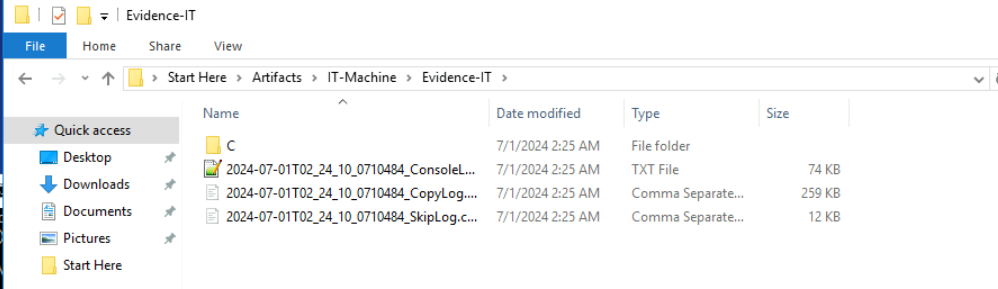 Evidence-IT
File Home Share View
Start Here Artifacts IT-Machine Evidence-IT
Name Date modified Type Size
Quick access
C 7/1/2024 2:25 AM File folder
Desktop
2024-07-01T02_24_10_0710484_ConsoleL... 7/1/2024 2:25 AM TXT File 74 KB
Downloads
2024-07-01T02_24_10_0710484_CopyLog.... 7/1/2024 2:25 AM Comma Separate... 259 KB
Documents
2024-07-01T02_24_10_0710484_SkipLog.c... 7/1/2024 2:25 AM Comma Separate... 12 KB
Pictures
Start Here